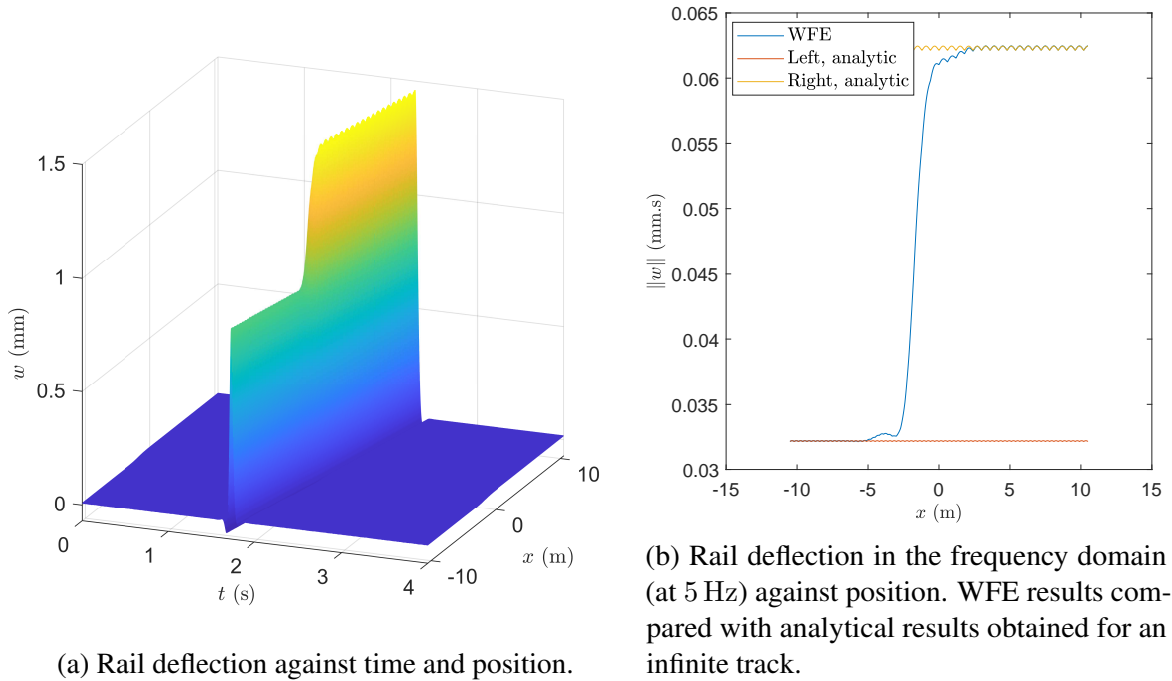 1.5
1
0.5
0
w (mm)
0
1
2
3
4
t (s)
-10
0
10
x (m)
(a) Rail deflection against time and position.
0.065
0.06
0.055
0.05
0.045
0.04
0.035
0.03
‖w‖ (mm.s)
WFE
Left, analytic
Right, analytic
-15
-10
-5
0
5
10
15
x (m)
(b) Rail deflection in the frequency domain
(at 5 Hz) against position. WFE results com-
pared with analytical results obtained for an
infinite track.